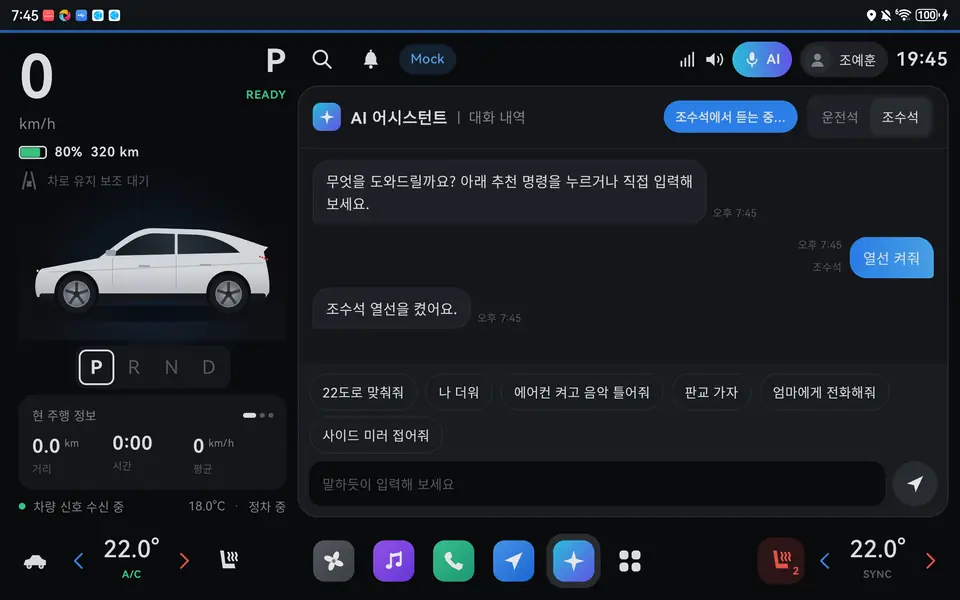 7:45
100
0
km/h
P
READY
80% 320 km
차로 유지 보조 대기
P R N D
현 주행 정보
0.0 km
거리
0:00
시간
0 km/h
평균
차량 신호 수신 중
18.0°C · 정차 중
Mock
AI
조예훈
19:45
AI 어시스턴트 | 대화 내역
조수석에서 듣는 중...
운전석
조수석
무엇을 도와드릴까요? 아래 추천 명령을 누르거나 직접 입력해
보세요.
오후 7:45
오후 7:45
조수석
열선 켜줘
조수석 열선을 켰어요.
오후 7:45
22도로 맞춰줘
나 더워
에어컨 켜고 음악 틀어줘
판교 가자
엄마에게 전화해줘
사이드 미러 접어줘
말하듯이 입력해 보세요
22.0°
A/C
2
22.0°
SYNC